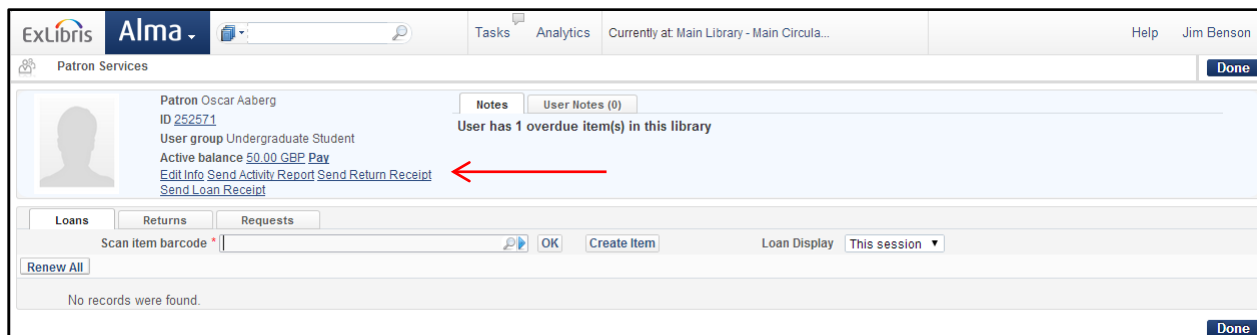 ExLibris Alma Tasks Analytics Currently at: Main Library - Main Circula... Help Jim Benson
Patron Services Done
Patron Oscar Aaberg
ID 252571
User group Undergraduate Student
Active balance 50.00 GBP Pay
Edit Info Send Activity Report Send Return Receipt
Send Loan Receipt
Notes User Notes (0)
User has 1 overdue item(s) in this library
Loans Returns Requests
Scan item barcode * OK Create Item Loan Display This session
Renew All
No records were found.
Done